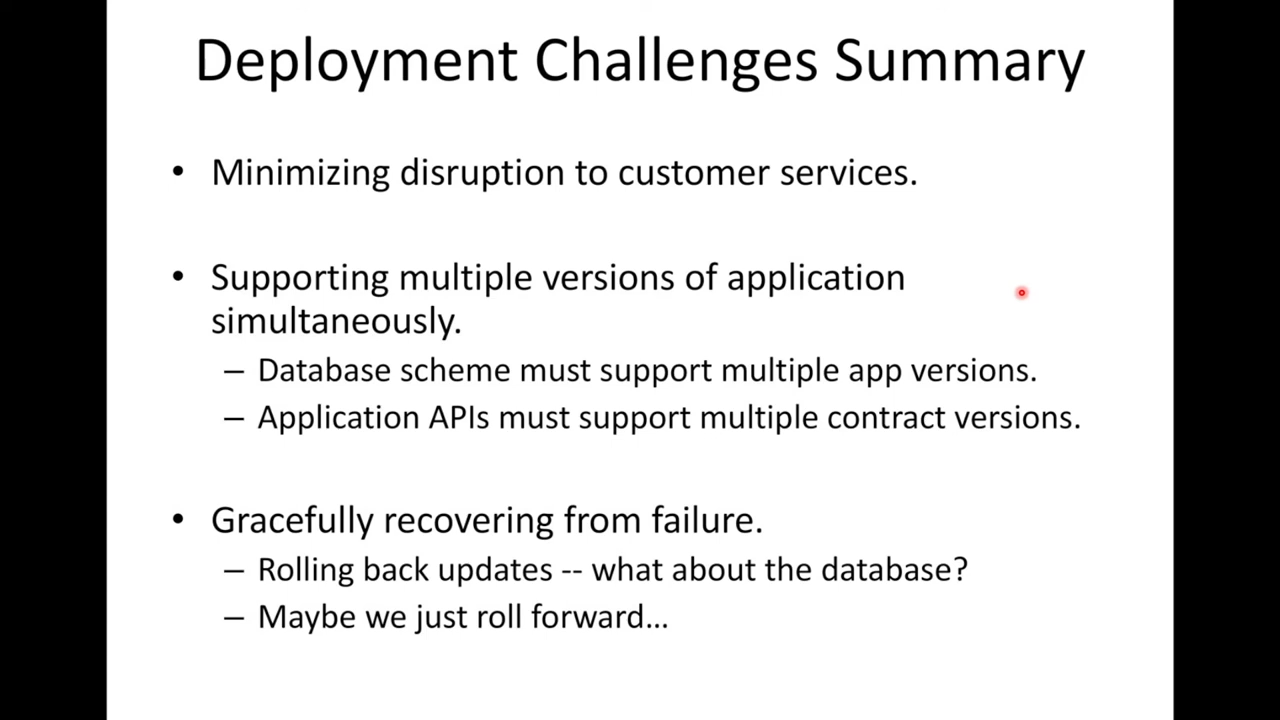 Deployment Challenges Summary
• Minimizing disruption to customer services.
• Supporting multiple versions of application
simultaneously.
– Database scheme must support multiple app versions.
– Application APIs must support multiple contract versions.
• Gracefully recovering from failure.
– Rolling back updates -- what about the database?
– Maybe we just roll forward…